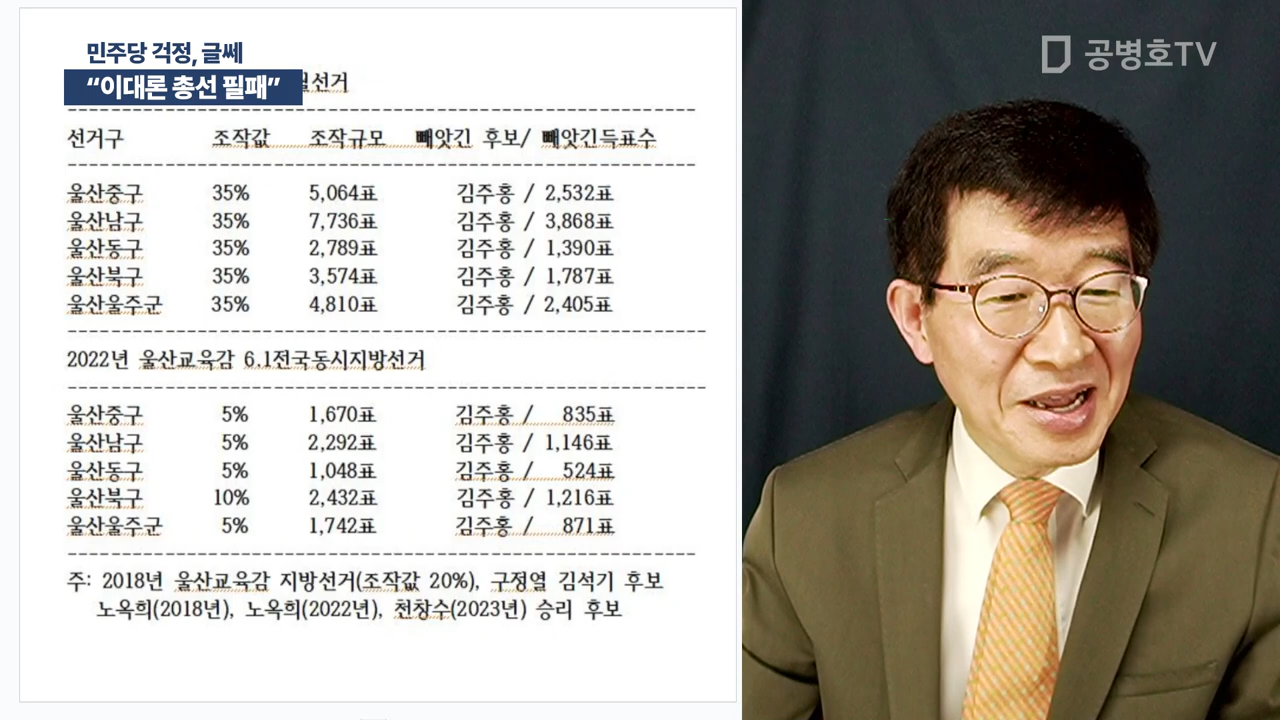 민주당 걱정, 글쎄
“이대론 총선 필패”
선거
공병호TV
선거구 조작값 조작규모 빼앗긴 후보/ 빼앗긴득표수
울산중구 35% 5,064표 김주홍 / 2,532표
울산남구 35% 7,736표 김주홍 / 3,868표
울산동구 35% 2,789표 김주홍 / 1,390표
울산북구 35% 3,574표 김주홍 / 1,787표
울산울주군 35% 4,810표 김주홍 / 2,405표
2022년 울산교육감 6.1전국동시지방선거
울산중구 5% 1,670표 김주홍 / 835표
울산남구 5% 2,292표 김주홍 / 1,146표
울산동구 5% 1,048표 김주홍 / 524표
울산북구 10% 2,432표 김주홍 / 1,216표
울산울주군 5% 1,742표 김주홍 / 871표
주: 2018년 울산교육감 지방선거(조작값 20%), 구정열 김석기 후보
노옥희(2018년), 노옥희(2022년), 천창수(2023년) 승리 후보